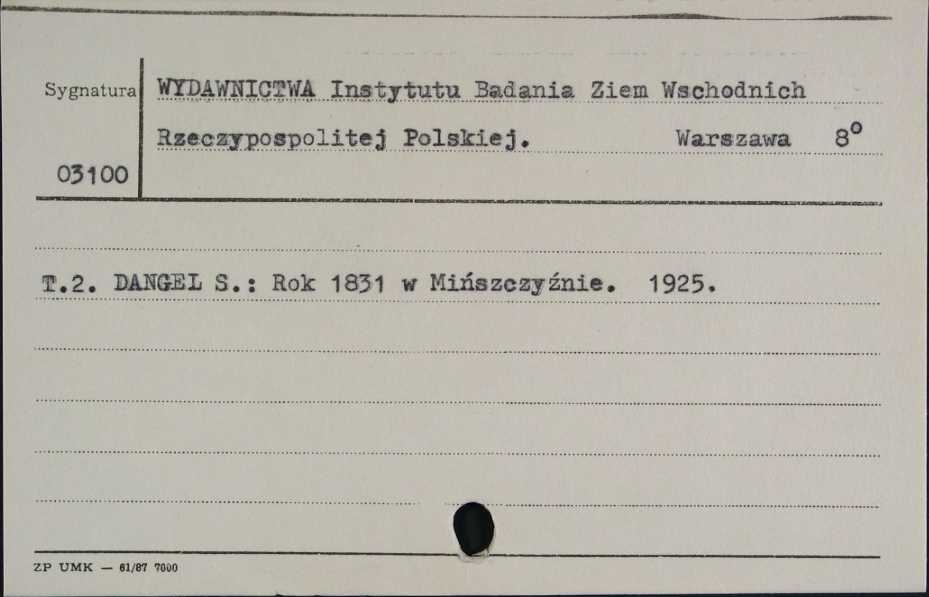 Sygnatura WYDAWNICTWA Instytutu Badania Ziem Wschodnich
Rzeczypospolitej Polskiej. Warszawa 8°
03100
T.2. DANGEL S.: Rok 1831 w Mińszczyźnie. 1925.
ZP UMK — 61/87 7000